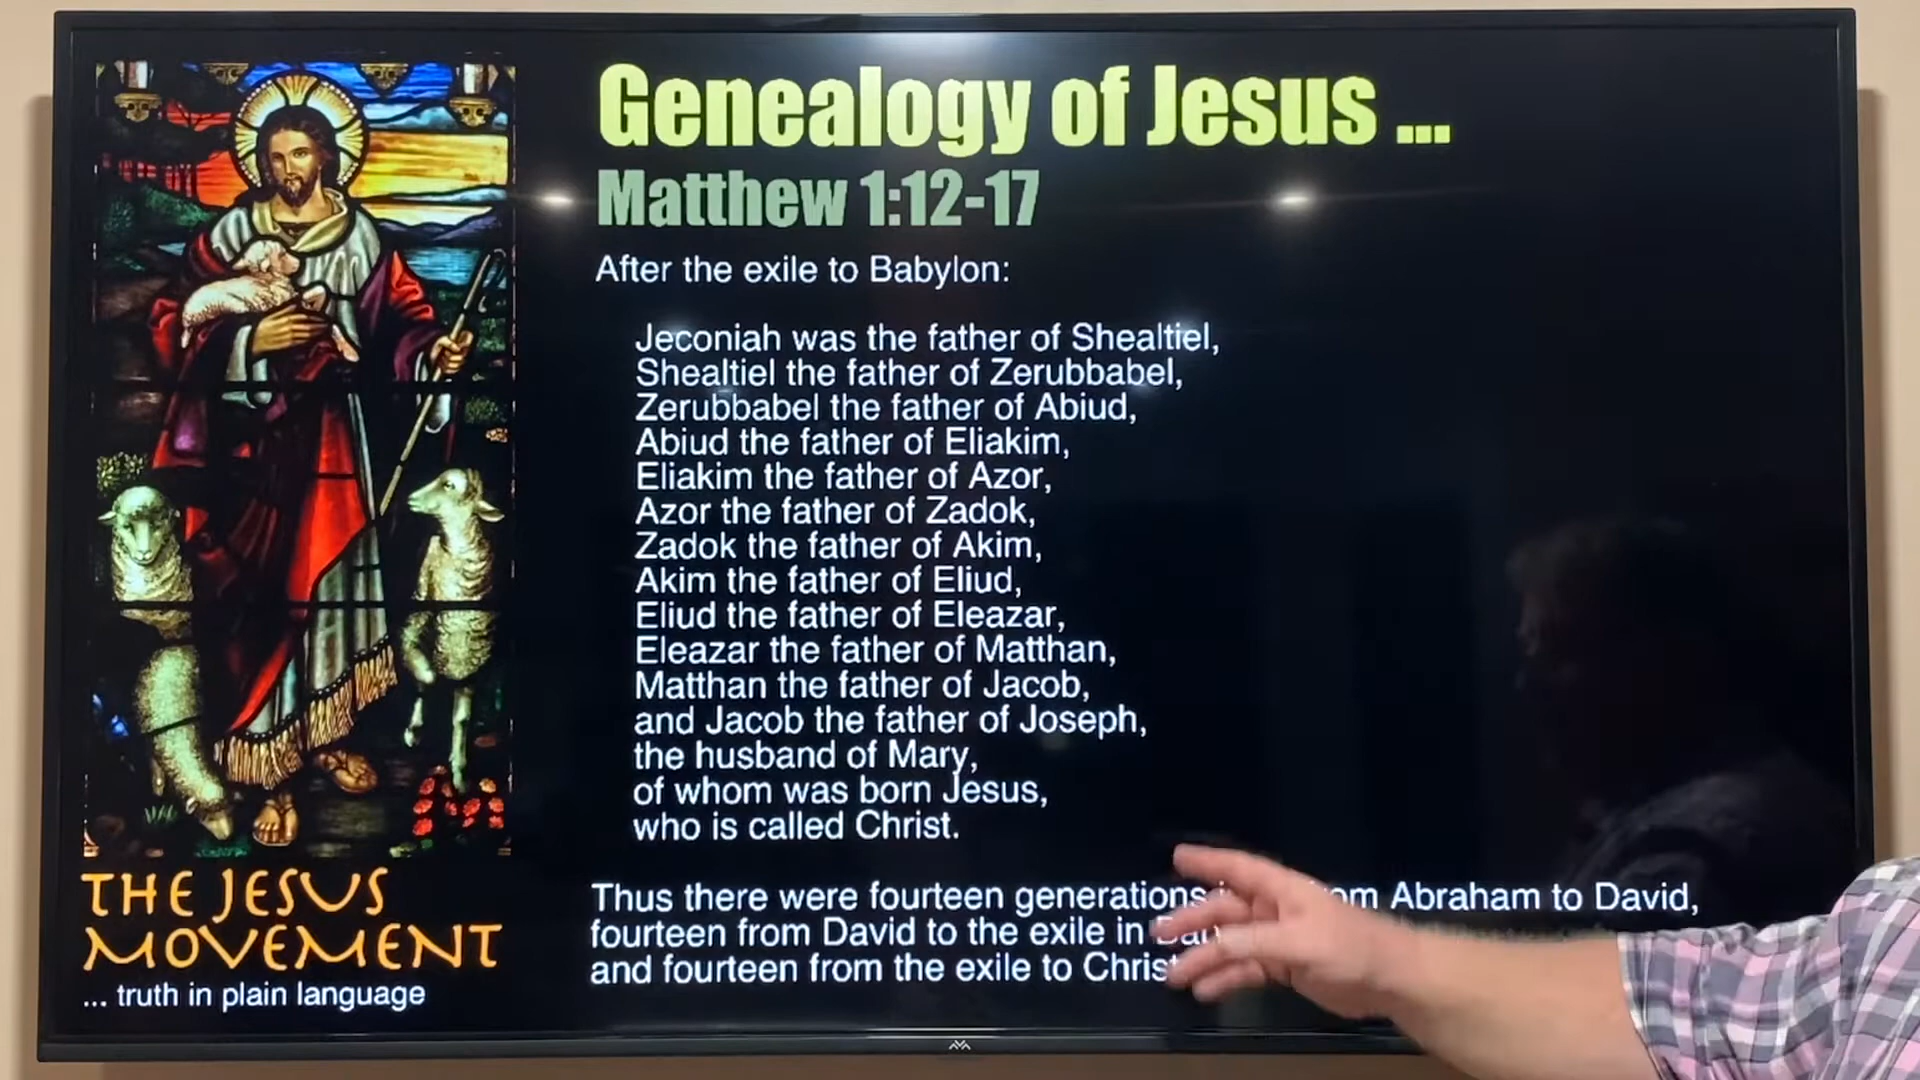 Genealogy of Jesus ...
Matthew 1:12-17
After the exile to Babylon:
Jeconiah was the father of Shealtiel,
Shealtiel the father of Zerubbabel,
Zerubbabel the father of Abiud,
Abiud the father of Eliakim,
Eliakim the father of Azor,
Azor the father of Zadok,
Zadok the father of Akim,
Akim the father of Eliud,
Eliud the father of Eleazar,
Eleazar the father of Matthan,
Matthan the father of Jacob,
and Jacob the father of Joseph,
the husband of Mary,
of whom was born Jesus,
who is called Christ.
Thus there were fourteen generations Abraham to David,
fourteen from David to the exile in
and fourteen from the exile to Christ
THE JESUS
MOVEMENT
... truth in plain language